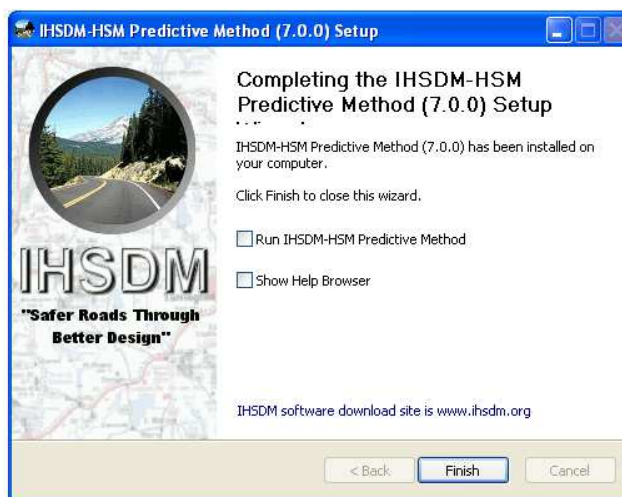 IHSDM-HSM Predictive Method (7.0.0) Setup
Completing the IHSDM-HSM
Predictive Method (7.0.0) Setup
IHSDM-HSM Predictive Method (7.0.0) has been installed on
your computer.
Click Finish to close this wizard.
Run IHSDM-HSM Predictive Method
Show Help Browser
IHSDM
"Safer Roads Through
Better Design"
IHSDM software download site is www.ihsdm.org
< Back
Finish
Cancel